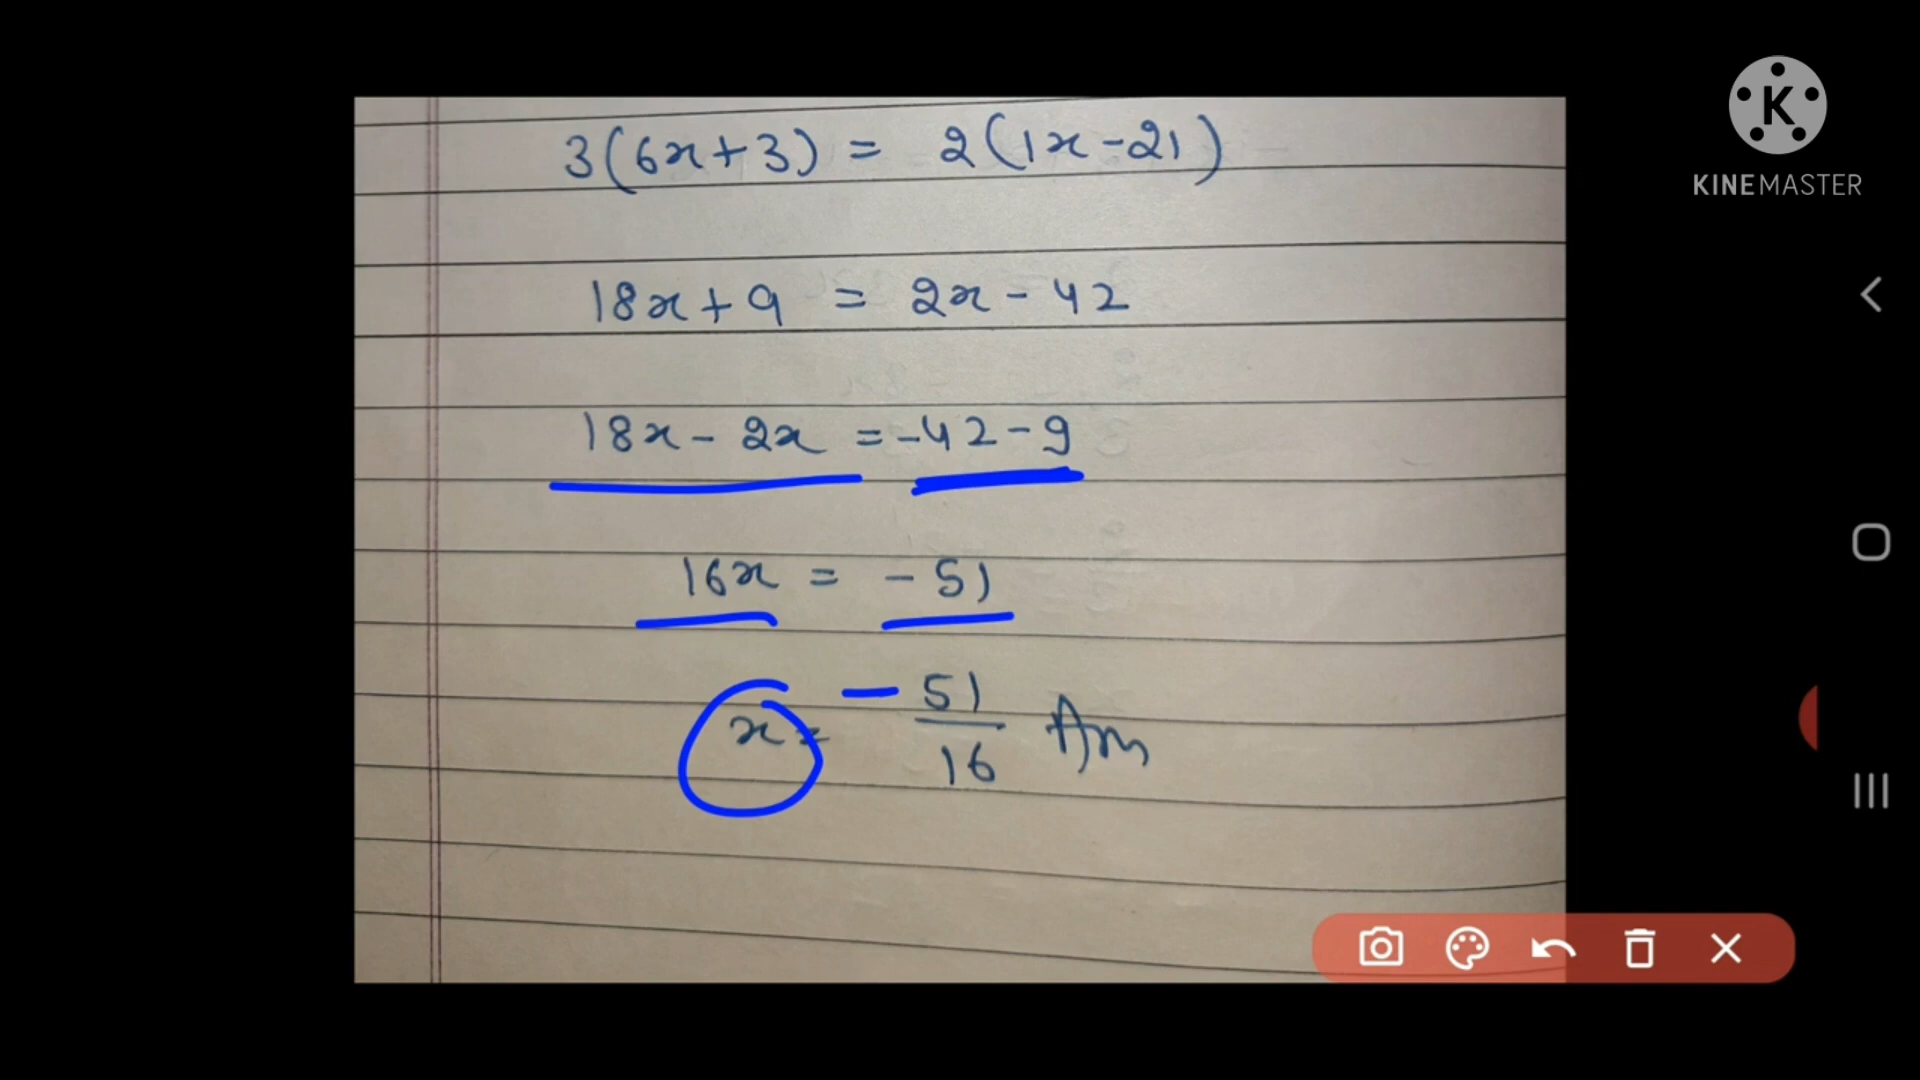 3(6x+3) = 2(1x-21)
KINEMASTER
18x+9 = 2x-42
18x-2x = -42-9
16x = -51
x = -51/16 Ans